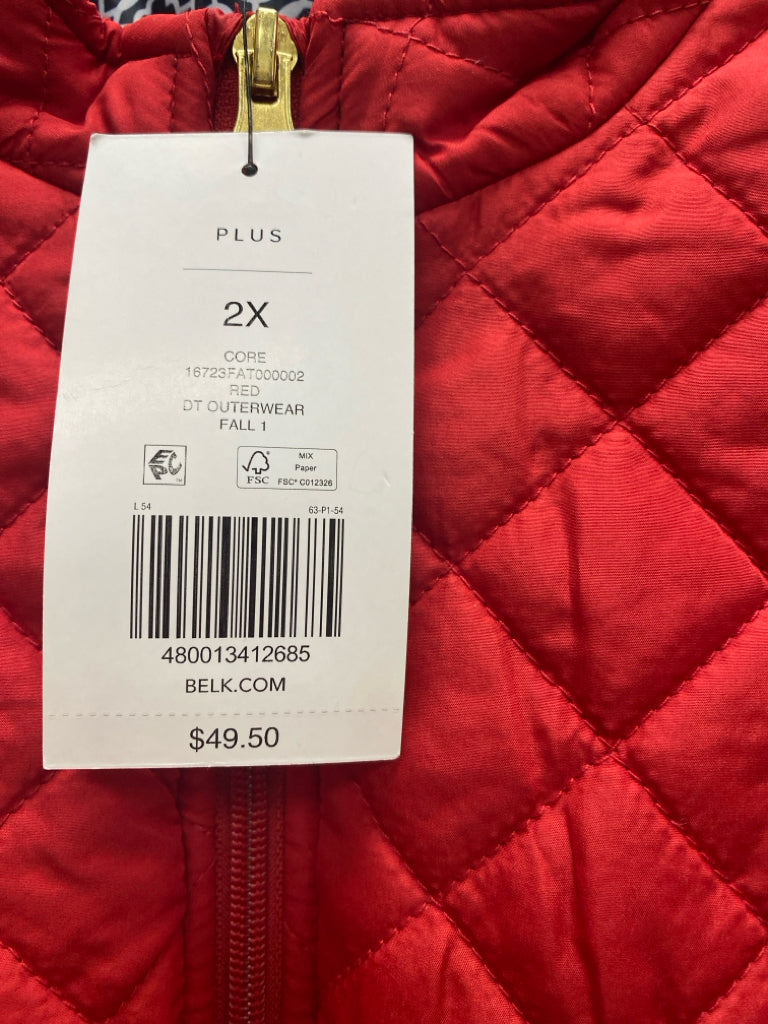 PLUS
2X
CORE
16723FAT000002
RED
DT OUTERWEAR
FALL 1
EPC™
FSC
MIX
Paper
FSC® C012326
L 54
63-P1-54
480013412685
BELK.COM
$49.50